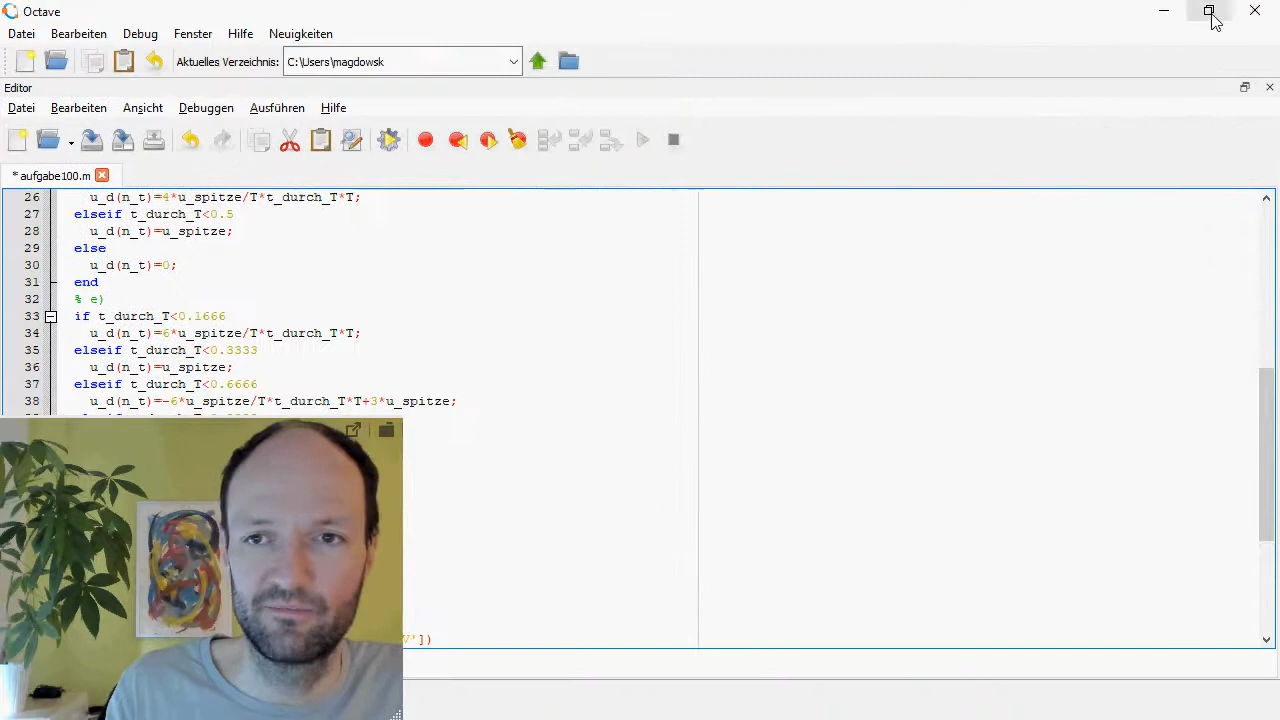 Octave
Datei Bearbeiten Debug Fenster Hilfe Neuigkeiten
Aktuelles Verzeichnis: C:\Users\magdowsk
Editor
Datei Bearbeiten Ansicht Debuggen Ausführen Hilfe
* aufgabe100.m
26 u_d(n_t)=4*u_spitze/T*t_durch_T*T;
27 elseif t_durch_T<0.5
28 u_d(n_t)=u_spitze;
29 else
30 u_d(n_t)=0;
31 end
32 % e)
33 if t_durch_T<0.1666
34 u_d(n_t)=6*u_spitze/T*t_durch_T*T;
35 elseif t_durch_T<0.3333
36 u_d(n_t)=u_spitze;
37 elseif t_durch_T<0.6666
38 u_d(n_t)=-6*u_spitze/T*t_durch_T*T+3*u_spitze;
V'])